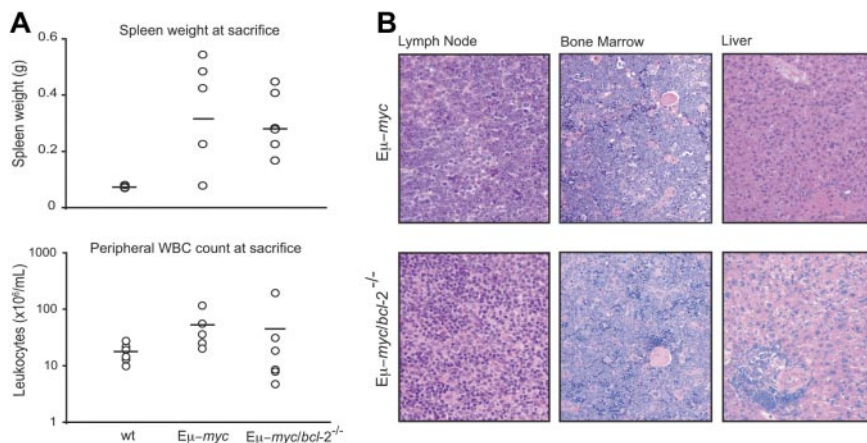 A
Spleen weight at sacrifice
Spleen weight (g)
0.6
0.4
0.2
0
Peripheral WBC count at sacrifice
Leukocytes (x10⁶/mL)
1000
100
10
1
wt
Eμ–myc
Eμ–myc/bcl-2⁻/⁻
B
Lymph Node
Bone Marrow
Liver
Eμ–myc
Eμ–myc/bcl-2⁻/⁻